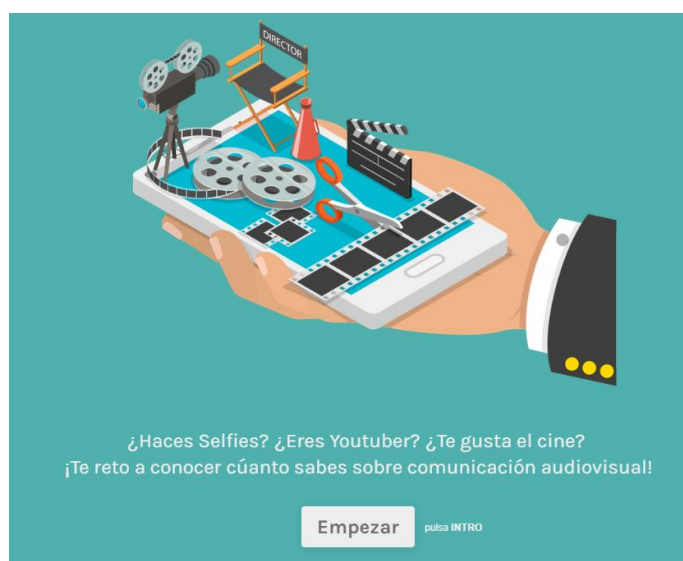 DIRECTOR
¿Haces Selfies? ¿Eres Youtuber? ¿Te gusta el cine?
¡Te reto a conocer cúanto sabes sobre comunicación audiovisual!
Empezar pulsa INTRO